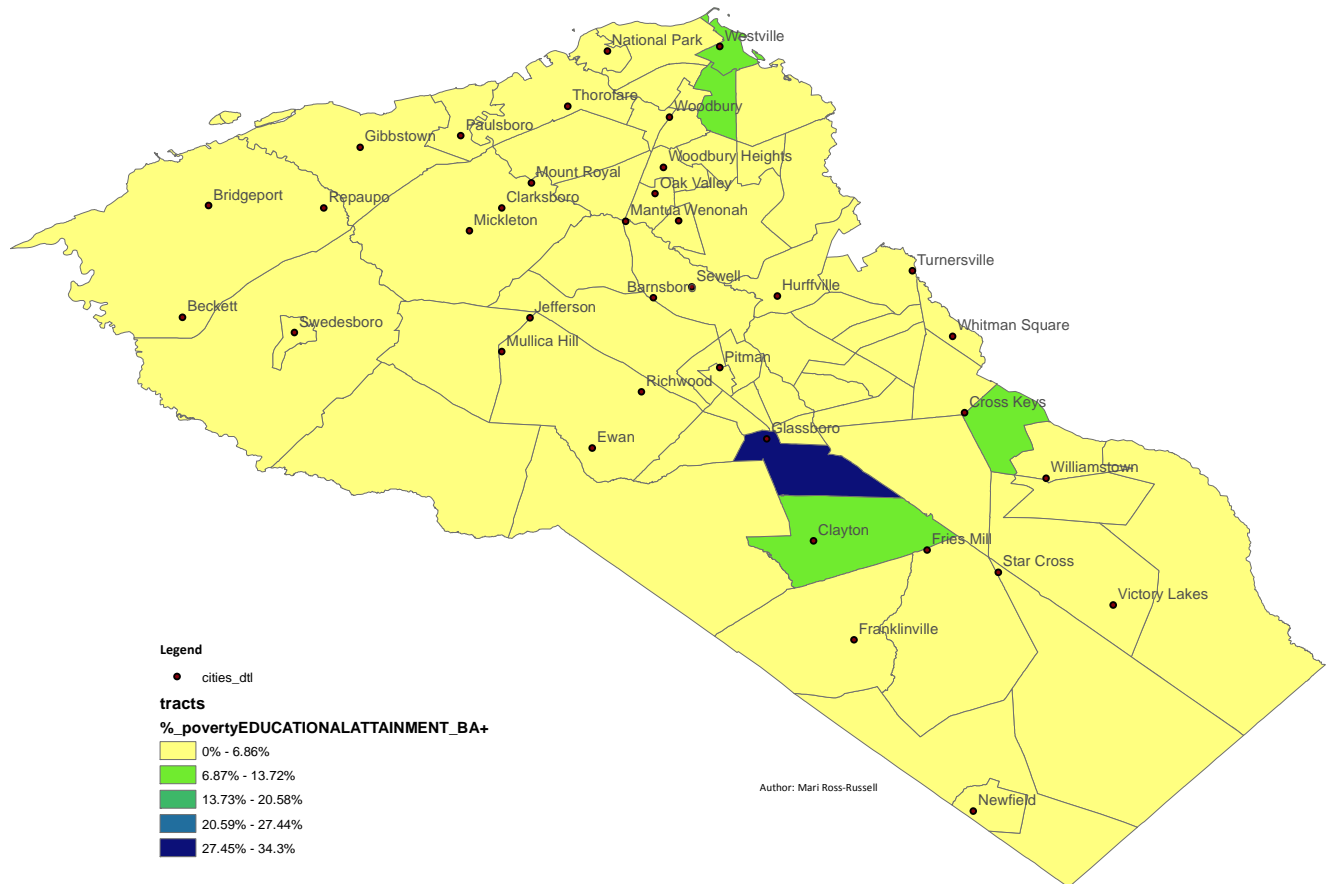 National Park
Westville
Thorofare
Woodbury
Paulsboro
Gibbstown
Woodbury Heights
Mount Royal
Oak Valley
Bridgeport
Repaupo
Clarksboro
Mantua
Wenonah
Mickleton
Turnersville
Sewell
Hurffville
Barnsboro
Beckett
Jefferson
Swedesboro
Whitman Square
Mullica Hill
Pitman
Richwood
Cross Keys
Glassboro
Ewan
Williamstown
Clayton
Fries Mill
Star Cross
Victory Lakes
Franklinville
Newfield
Legend
cities_dtl
tracts
%_povertyEDUCATIONALATTAINMENT_BA+
0% - 6.86%
6.87% - 13.72%
13.73% - 20.58%
20.59% - 27.44%
27.45% - 34.3%
Author: Mari Ross-Russell